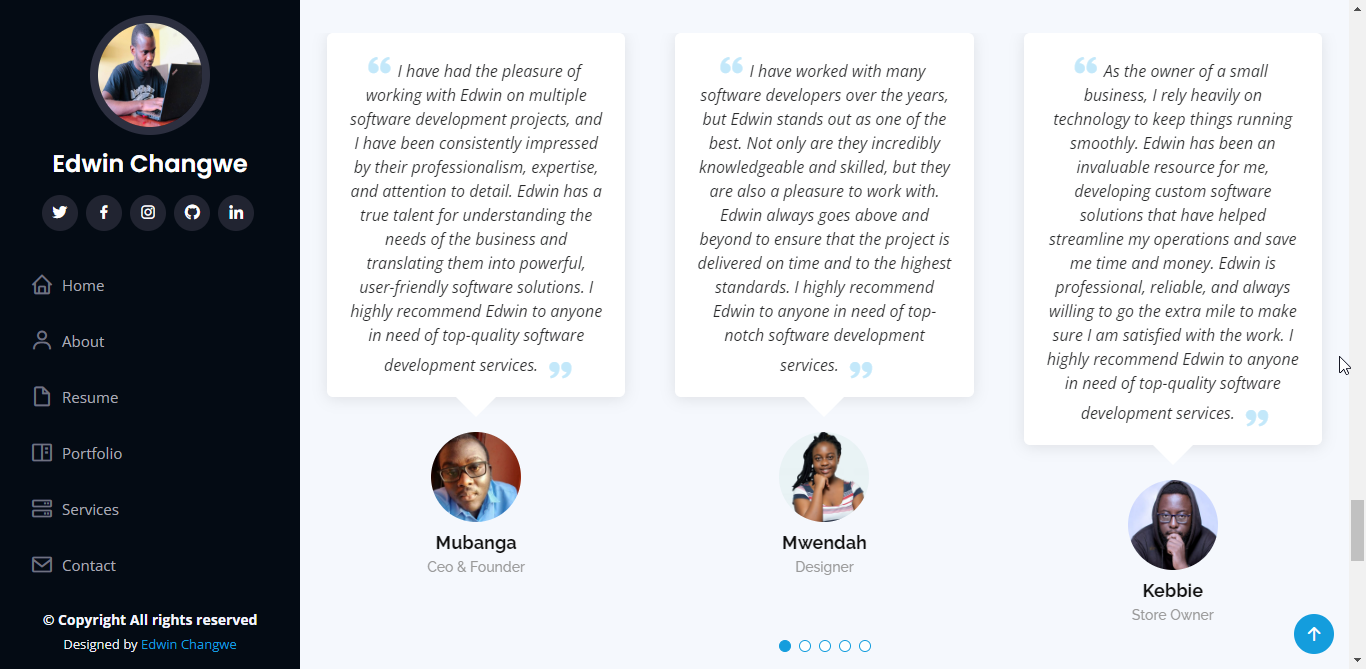 Edwin Changwe
Home
About
Resume
Portfolio
Services
Contact
© Copyright All rights reserved
Designed by Edwin Changwe
I have had the pleasure of
working with Edwin on multiple
software development projects, and
I have been consistently impressed
by their professionalism, expertise,
and attention to detail. Edwin has a
true talent for understanding the
needs of the business and
translating them into powerful,
user-friendly software solutions. I
highly recommend Edwin to anyone
in need of top-quality software
development services.
Mubanga
Ceo & Founder
I have worked with many
software developers over the years,
but Edwin stands out as one of the
best. Not only are they incredibly
knowledgeable and skilled, but they
are also a pleasure to work with.
Edwin always goes above and
beyond to ensure that the project is
delivered on time and to the highest
standards. I highly recommend
Edwin to anyone in need of top-
notch software development
services.
Mwendah
Designer
As the owner of a small
business, I rely heavily on
technology to keep things running
smoothly. Edwin has been an
invaluable resource for me,
developing custom software
solutions that have helped
streamline my operations and save
me time and money. Edwin is
professional, reliable, and always
willing to go the extra mile to make
sure I am satisfied with the work. I
highly recommend Edwin to anyone
in need of top-quality software
development services.
Kebbie
Store Owner